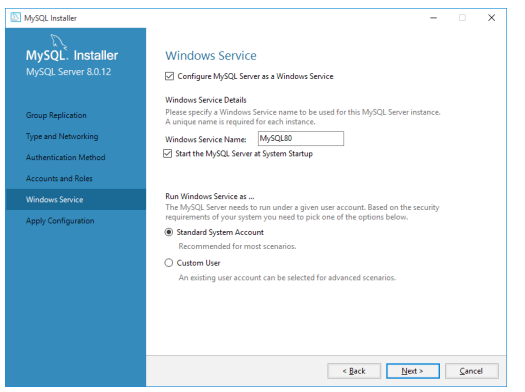 MySQL Installer
MySQL. Installer
MySQL Server 8.0.12
Group Replication
Type and Networking
Authentication Method
Accounts and Roles
Windows Service
Apply Configuration
Windows Service
Configure MySQL Server as a Windows Service
Windows Service Details
Please specify a Windows Service name to be used for this MySQL Server instance.
A unique name is required for each instance.
Windows Service Name: MySQL80
Start the MySQL Server at System Startup
Run Windows Service as ...
The MySQL Server needs to run under a given user account. Based on the security
requirements of your system you need to pick one of the options below.
Standard System Account
Recommended for most scenarios.
Custom User
An existing user account can be selected for advanced scenarios.
< Back Next > Cancel